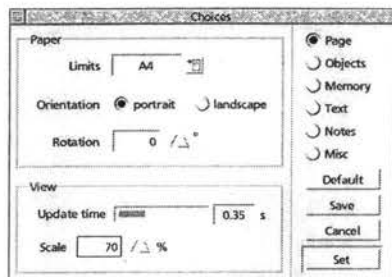 Choices
Paper
Limits A4
Orientation portrait landscape
Rotation 0 °
View
Update time 0.35 s
Scale 70 %
Page
Objects
Memory
Text
Notes
Misc
Default
Save
Cancel
Set